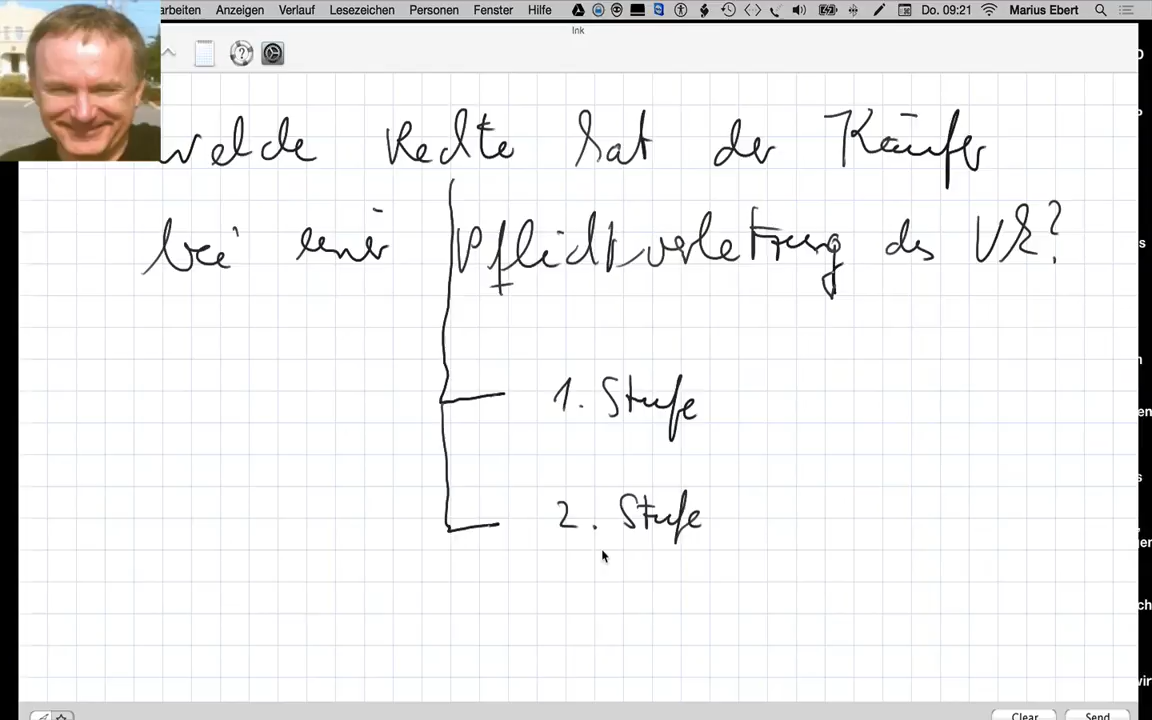 arbeiten Anzeigen Verlauf Lesezeichen Personen Fenster Hilfe Do. 09:21 Marius Ebert
Ink
welche Rechte hat der Käufer
bei einer Pflichtverletzung des VK?
1. Stufe
2. Stufe
Clear Send